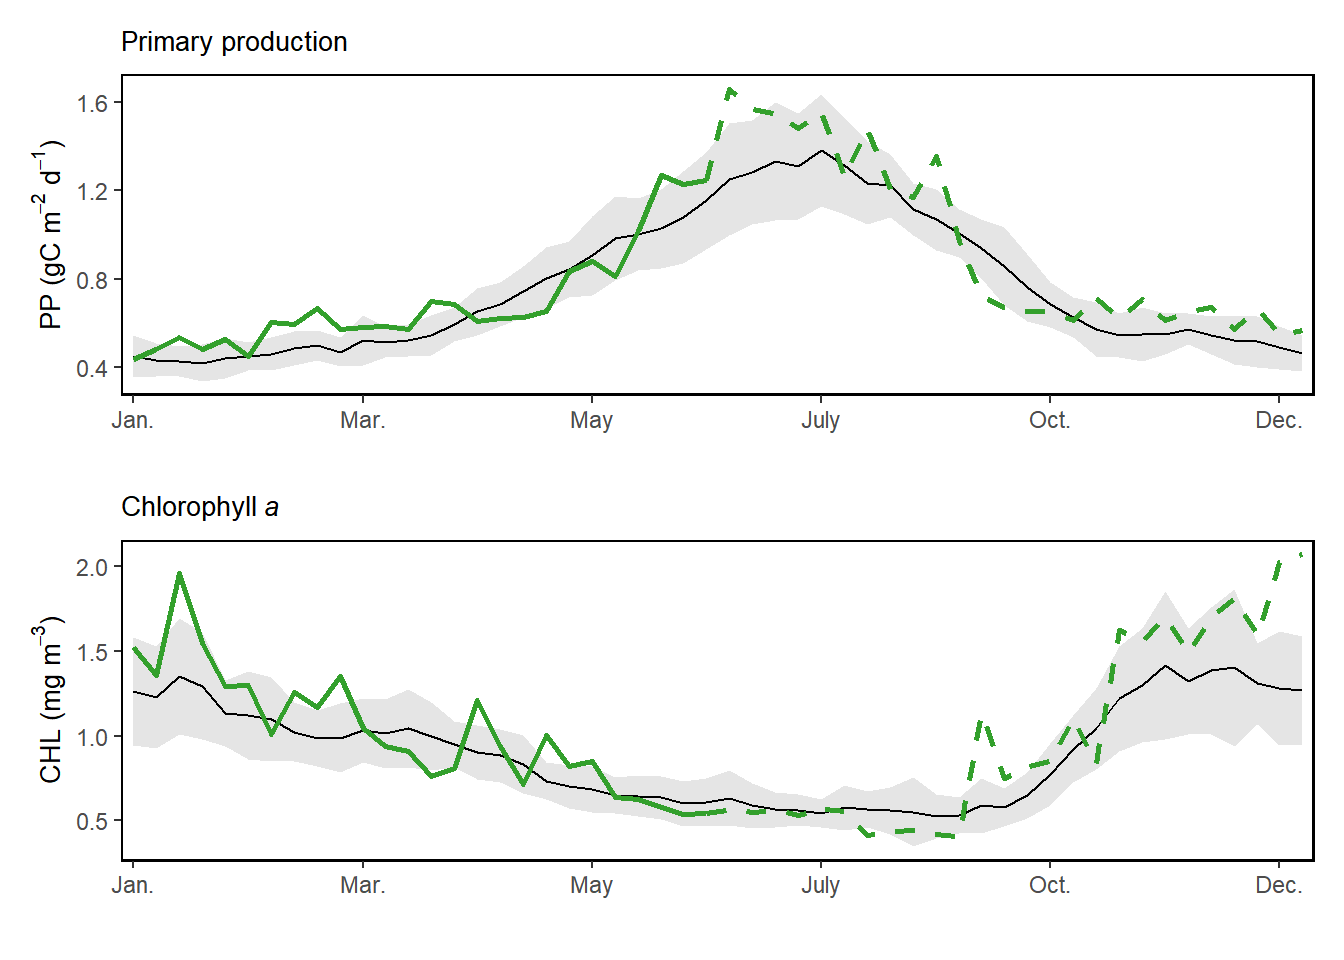 Primary production
PP (gC m⁻² d⁻¹)
1.6
1.2
0.8
0.4
Jan. Mar. May July Oct. Dec.
Chlorophyll a
CHL (mg m⁻³)
2.0
1.5
1.0
0.5
Jan. Mar. May July Oct. Dec.